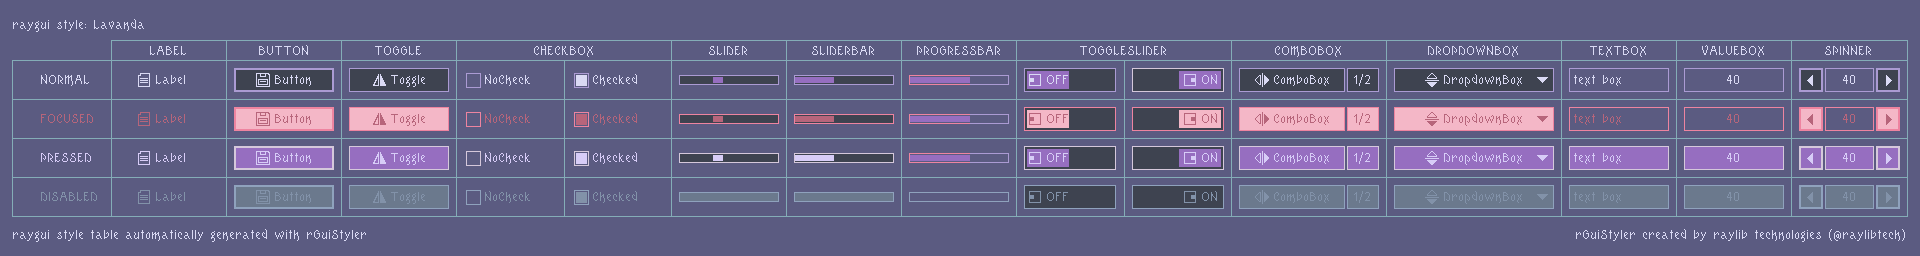 raygui style: Lavanda
LABEL BUTTON TOGGLE CHECKBOX SLIDER SLIDERBAR PROGRESSBAR TOGGLESLIDER COMBOBOX DROPDOWNBOX TEXTBOX VALUEBOX SPINNER
NORMAL Label Button Toggle NoCheck Checked OFF ON ComboBox 1/2 DropdownBox text box 40 40
FOCUSED Label Button Toggle NoCheck Checked OFF ON ComboBox 1/2 DropdownBox text box 40 40
PRESSED Label Button Toggle NoCheck Checked OFF ON ComboBox 1/2 DropdownBox text box 40 40
DISABLED Label Button Toggle NoCheck Checked OFF ON ComboBox 1/2 DropdownBox text box 40 40
raygui style table automatically generated with rGuiStyler rGuiStyler created by raylib technologies (@raylibtech)